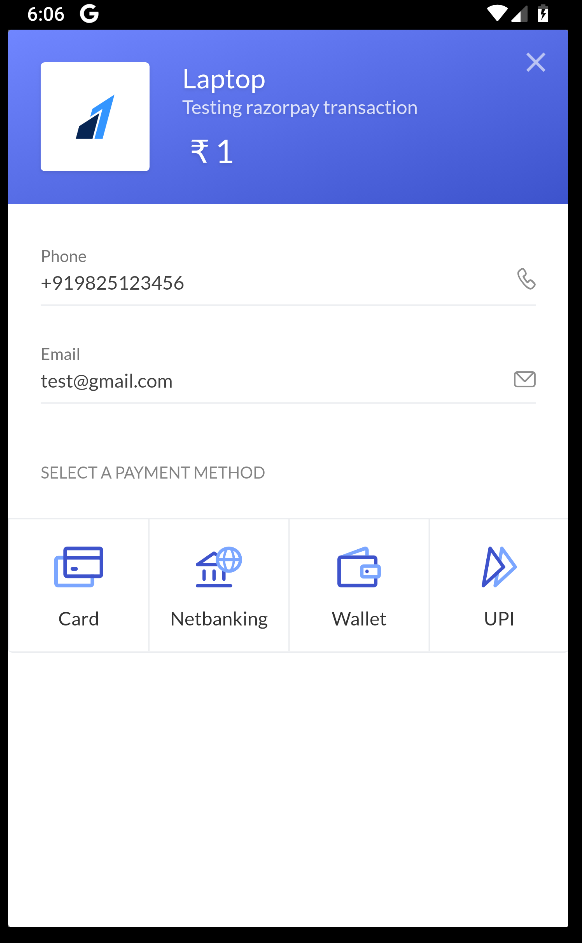 6:06 G
Laptop
Testing razorpay transaction
₹ 1
Phone
+919825123456
Email
test@gmail.com
SELECT A PAYMENT METHOD
Card Netbanking Wallet UPI